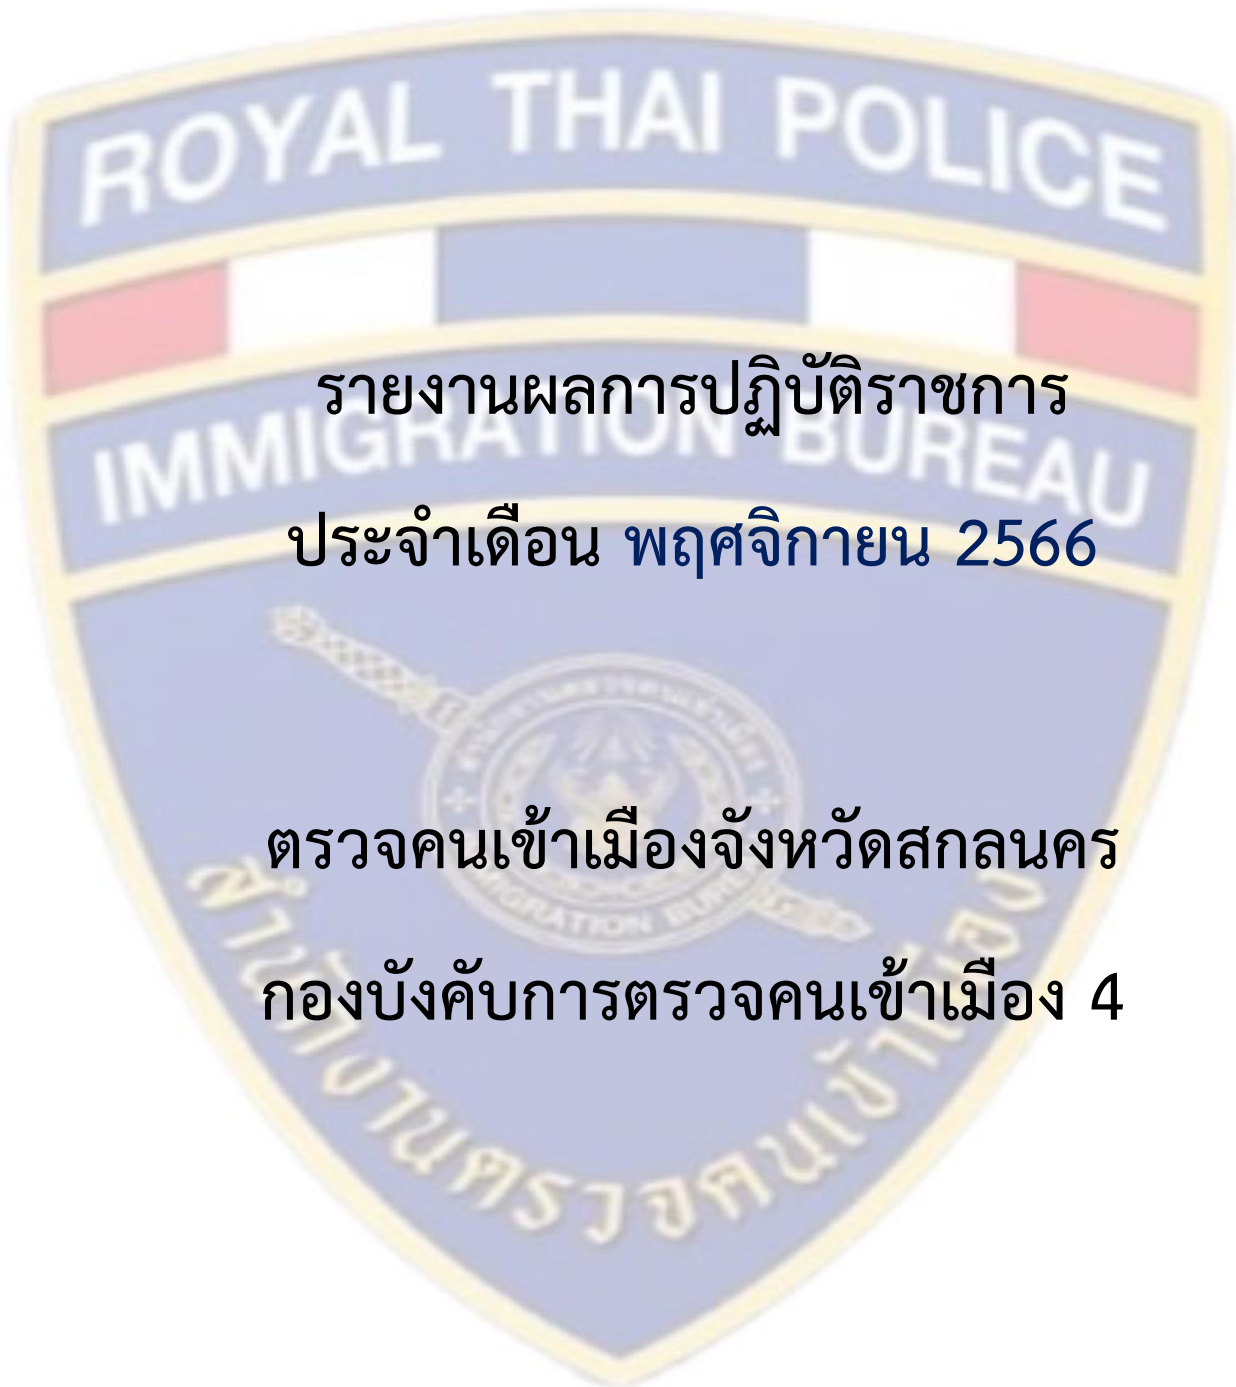 ROYAL THAI POLICE
รายงานผลการปฏิบัติราชการ
IMMIGRATION BUREAU
ประจำเดือน พฤศจิกายน 2566
ตรวจคนเข้าเมืองจังหวัดสกลนคร
กองบังคับการตรวจคนเข้าเมือง 4
สำนักงานตรวจคนเข้าเมือง